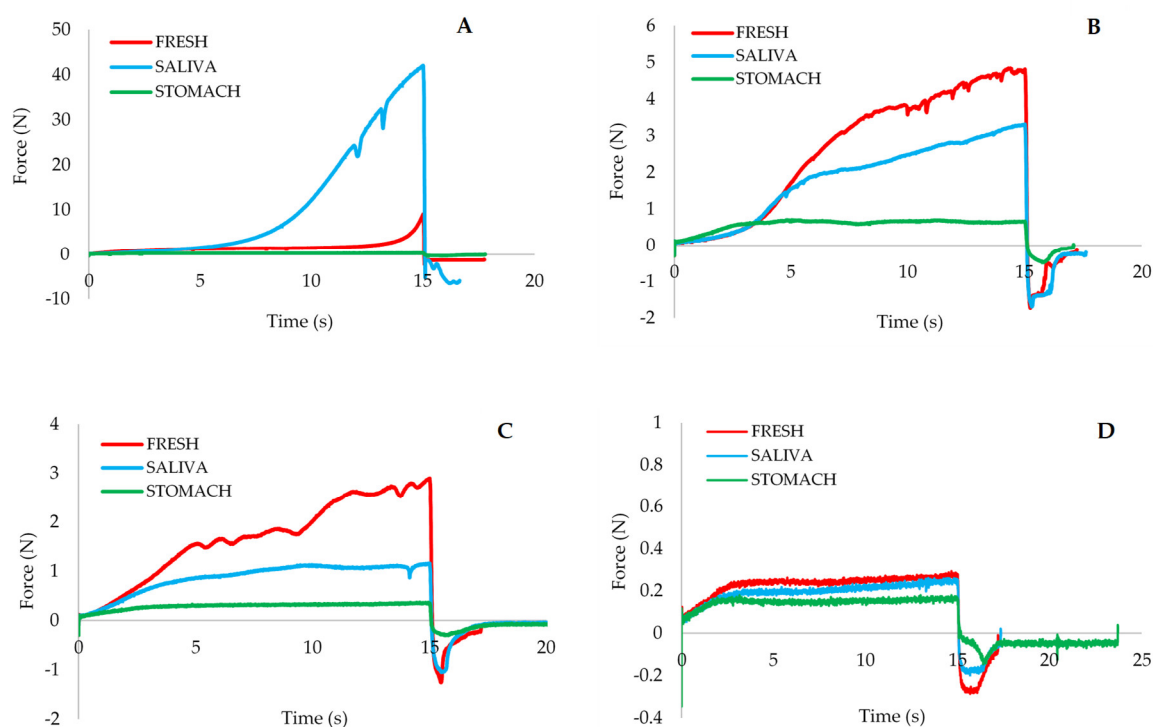 A
FRESH
SALIVA
STOMACH
Force (N)
50
40
30
20
10
0
-10
0 5 10 15 20
Time (s)
B
FRESH
SALIVA
STOMACH
Force (N)
6
5
4
3
2
1
0
-1
-2
0 5 10 15 20
Time (s)
C
FRESH
SALIVA
STOMACH
Force (N)
4
3
2
1
0
-1
-2
0 5 10 15 20
Time (s)
D
FRESH
SALIVA
STOMACH
Force (N)
1
0.8
0.6
0.4
0.2
0
-0.2
-0.4
0 5 10 15 20 25
Time (s)